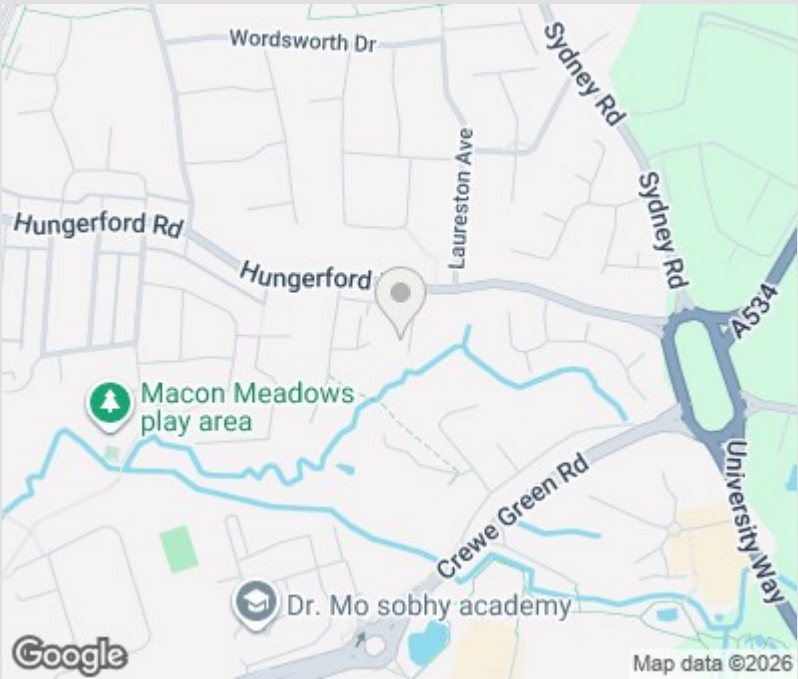 Wordsworth Dr
Sydney Rd
Laureston Ave
Sydney Rd
Hungerford Rd
Hungerford
A534
Macon Meadows
play area
Crewe Green Rd
University Way
Dr. Mo sobhy academy
Google
Map data ©2026